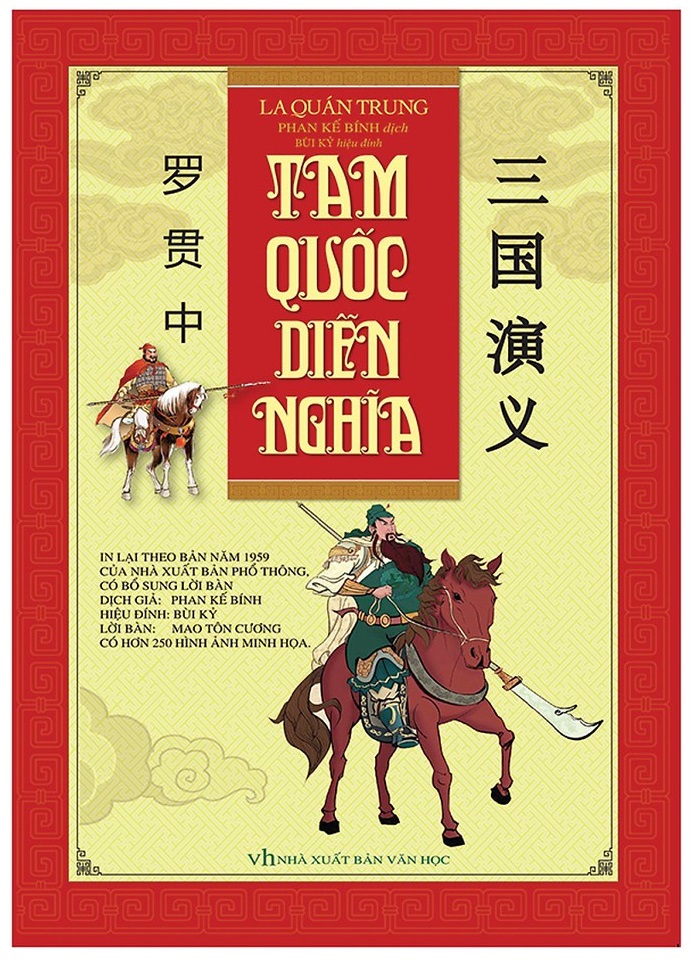 LA QUÁN TRUNG
PHAN KẾ BÍNH dịch
BÙI KỶ hiệu đính
TAM
QUỐC
DIỄN
NGHĨA
罗贯中
三国演义
IN LẠI THEO BẢN NĂM 1959
CỦA NHÀ XUẤT BẢN PHỔ THÔNG,
CÓ BỔ SUNG LỜI BÀN
DỊCH GIẢ: PHAN KẾ BÍNH
HIỆU ĐÍNH: BÙI KỶ
LỜI BÀN: MAO TÔN CƯƠNG
CÓ HƠN 250 HÌNH ẢNH MINH HỌA.
vh NHÀ XUẤT BẢN VĂN HỌC